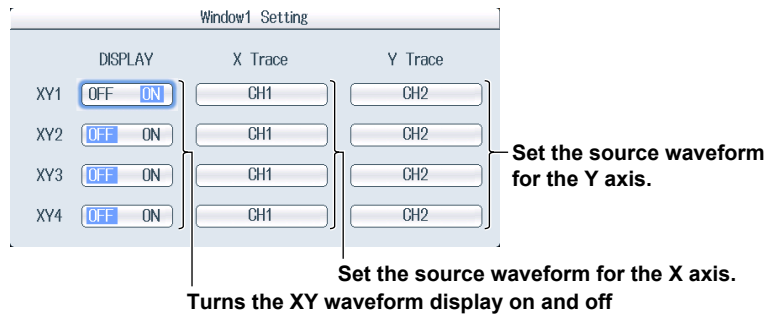 Window1 Setting
DISPLAY X Trace Y Trace
XY1 OFF ON CH1 CH2
XY2 OFF ON CH1 CH2
XY3 OFF ON CH1 CH2
XY4 OFF ON CH1 CH2
Set the source waveform
for the Y axis.
Set the source waveform for the X axis.
Turns the XY waveform display on and off